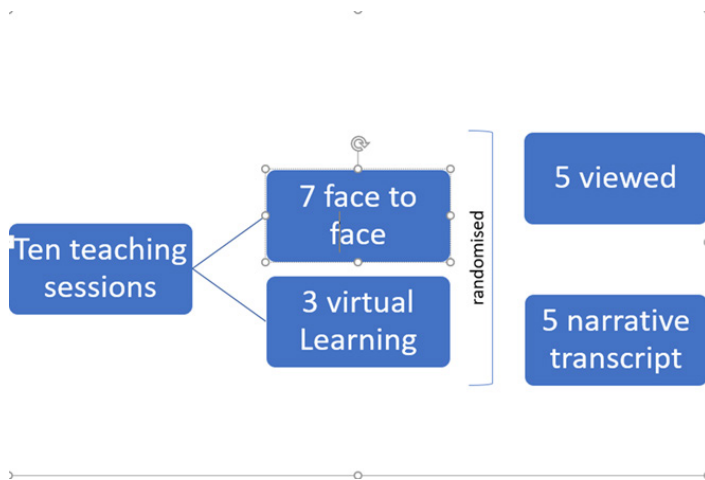 Ten teaching
sessions
7 face to
face
3 virtual
Learning
randomised
5 viewed
5 narrative
transcript